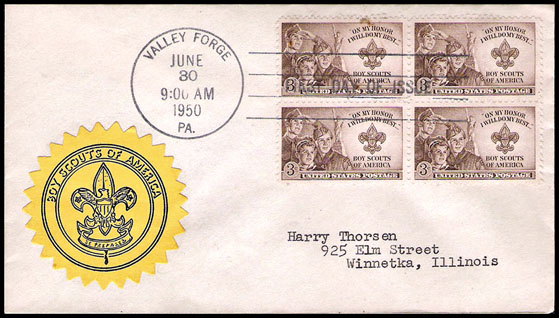 VALLEY FORGE
JUNE
30
9:00 AM
1950
PA.
FIRST DAY OF ISSUE
ON MY HONOR
I WILL DO MY BEST...
BOY SCOUTS
OF AMERICA
3¢
UNITED STATES POSTAGE
ON MY HONOR
I WILL DO MY BEST...
BOY SCOUTS
OF AMERICA
3¢
UNITED STATES POSTAGE
ON MY HONOR
I WILL DO MY BEST...
BOY SCOUTS
OF AMERICA
3¢
UNITED STATES POSTAGE
ON MY HONOR
I WILL DO MY BEST...
BOY SCOUTS
OF AMERICA
3¢
UNITED STATES POSTAGE
BOY SCOUTS OF AMERICA
BE PREPARED
Harry Thorsen
925 Elm Street
Winnetka, Illinois